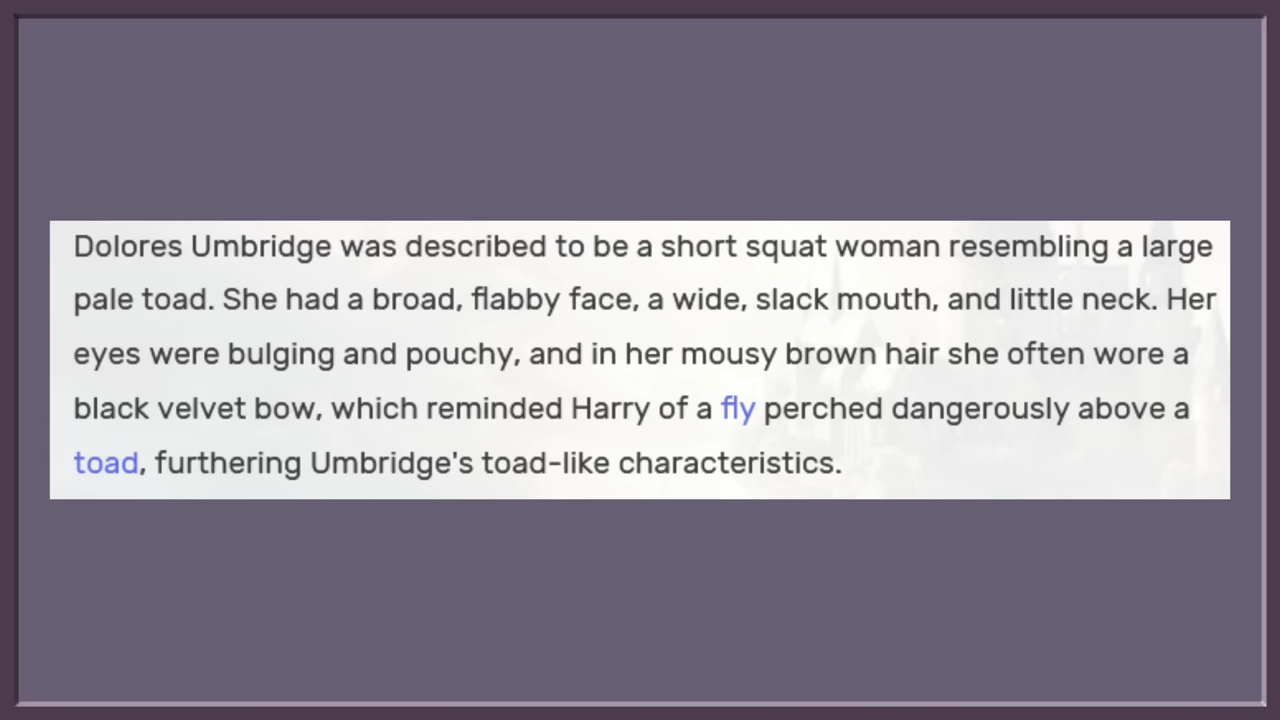 Dolores Umbridge was described to be a short squat woman resembling a large
pale toad. She had a broad, flabby face, a wide, slack mouth, and little neck. Her
eyes were bulging and pouchy, and in her mousy brown hair she often wore a
black velvet bow, which reminded Harry of a fly perched dangerously above a
toad, furthering Umbridge's toad-like characteristics.